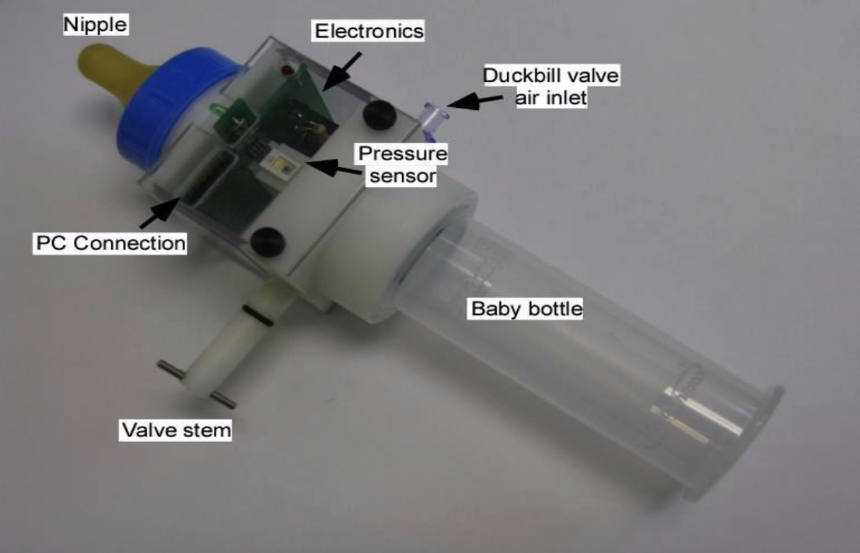 Nipple
Electronics
Duckbill valve
air inlet
Pressure
sensor
PC Connection
Baby bottle
Valve stem